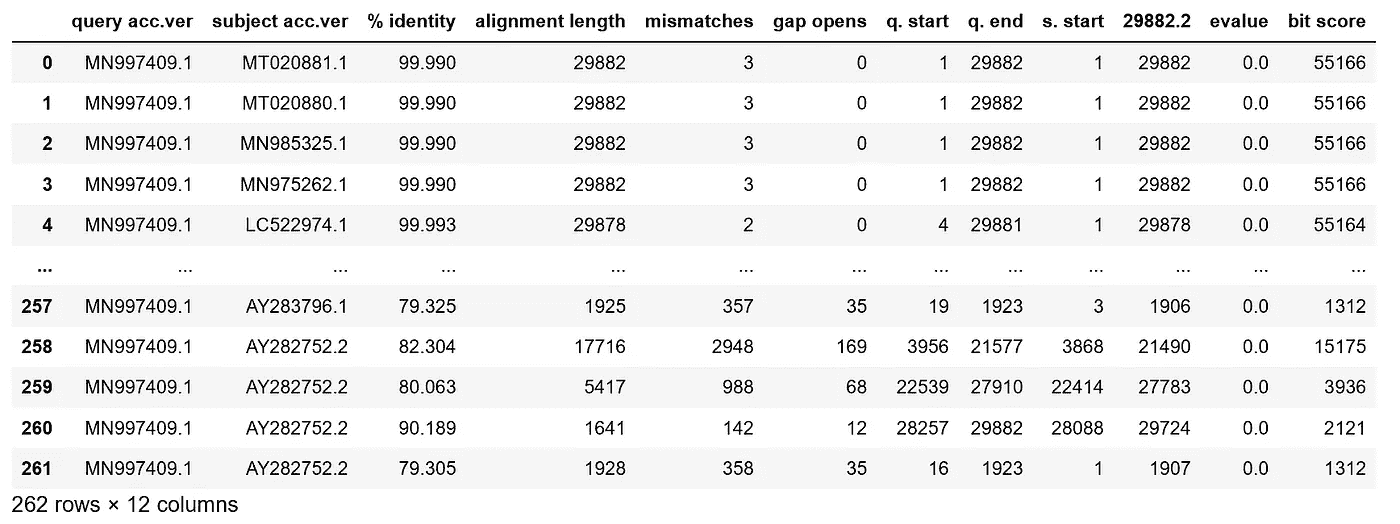 query acc.ver subject acc.ver % identity alignment length mismatches gap opens q. start q. end s. start 29882.2 evalue bit score
0 MN997409.1 MT020881.1 99.990 29882 3 0 1 29882 1 29882 0.0 55166
1 MN997409.1 MT020880.1 99.990 29882 3 0 1 29882 1 29882 0.0 55166
2 MN997409.1 MN985325.1 99.990 29882 3 0 1 29882 1 29882 0.0 55166
3 MN997409.1 MN975262.1 99.990 29882 3 0 1 29882 1 29882 0.0 55166
4 MN997409.1 LC522974.1 99.993 29878 2 0 4 29881 1 29878 0.0 55164
... ... ... ... ... ... ... ... ... ... ... ... ...
257 MN997409.1 AY283796.1 79.325 1925 357 35 19 1923 3 1906 0.0 1312
258 MN997409.1 AY282752.2 82.304 17716 2948 169 3956 21577 3868 21490 0.0 15175
259 MN997409.1 AY282752.2 80.063 5417 988 68 22539 27910 22414 27783 0.0 3936
260 MN997409.1 AY282752.2 90.189 1641 142 12 28257 29882 28088 29724 0.0 2121
261 MN997409.1 AY282752.2 79.305 1928 358 35 16 1923 1 1907 0.0 1312
262 rows × 12 columns